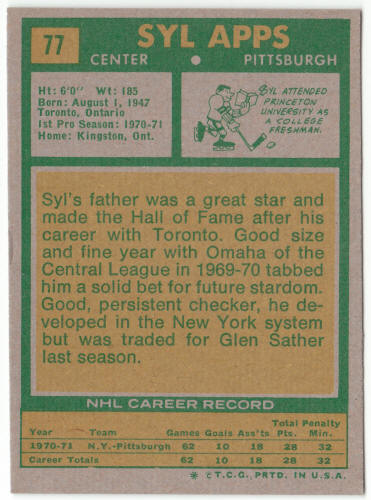 77
SYL APPS
CENTER • PITTSBURGH
Ht: 6'0" Wt: 185
Born: August 1, 1947
Toronto, Ontario
1st Pro Season: 1970-71
Home: Kingston, Ont.
SYL ATTENDED
PRINCETON
UNIVERSITY AS
A COLLEGE
FRESHMAN.
Syl's father was a great star and
made the Hall of Fame after his
career with Toronto. Good size
and fine year with Omaha of the
Central League in 1969-70 tabbed
him a solid bet for future stardom.
Good, persistent checker, he de-
veloped in the New York system
but was traded for Glen Sather
last season.
NHL CAREER RECORD
Total Penalty
Year Team Games Goals Ass'ts Pts. Min.
1970-71 N.Y.-Pittsburgh 62 10 18 28 32
Career Totals 62 10 18 28 32
* © T.C.G. PRTD. IN U.S.A.